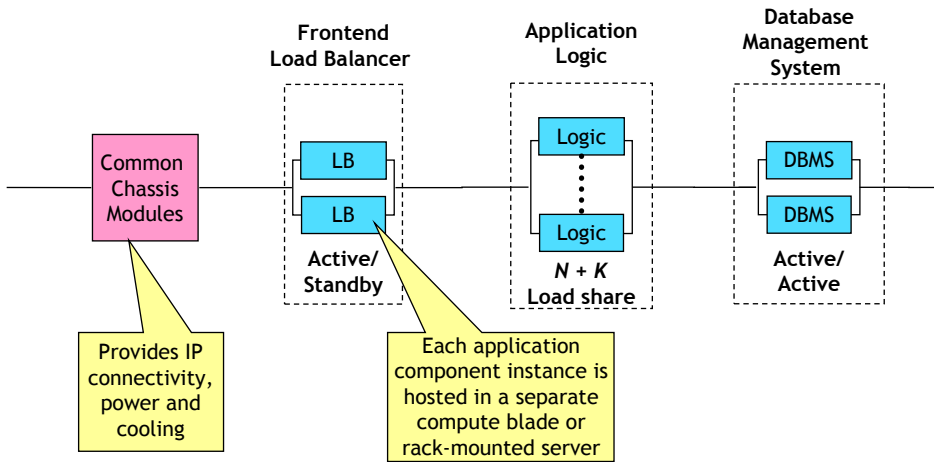 Frontend
Load Balancer
Application
Logic
Database
Management
System
Common
Chassis
Modules
LB
LB
Active/
Standby
Logic
Logic
N + K
Load share
DBMS
DBMS
Active/
Active
Provides IP
connectivity,
power and
cooling
Each application
component instance is
hosted in a separate
compute blade or
rack-mounted server